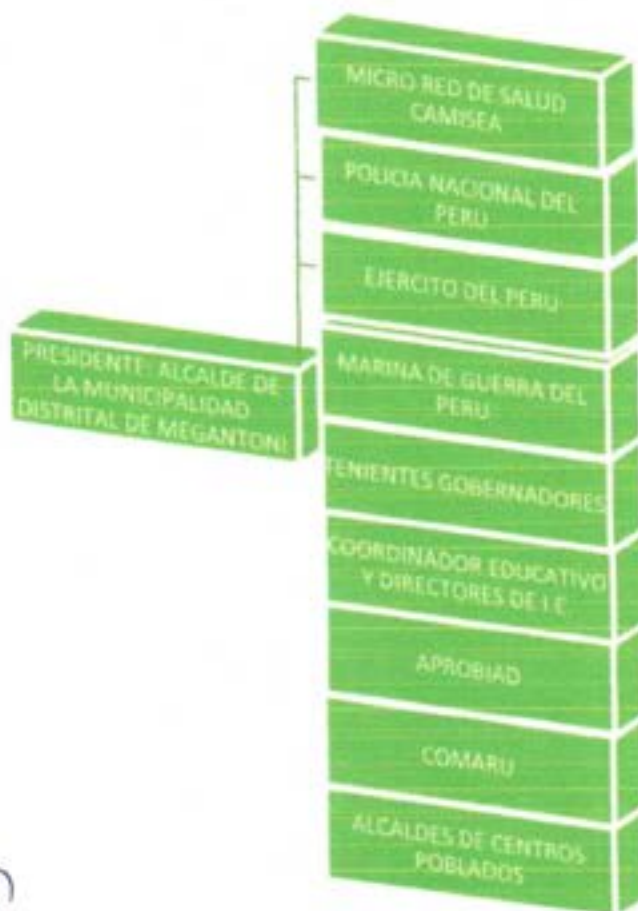 MICRO RED DE SALUD
CAMISEA
POLICIA NACIONAL DEL
PERU
EJERCITO DEL PERU
PRESIDENTE: ALCALDE DE
LA MUNICIPALIDAD
DISTRITAL DE MEGANTONI
MARINA DE GUERRA DEL
PERU
TENIENTES GOBERNADORES
COORDINADOR EDUCATIVO
Y DIRECTORES DE I.E
APROBIAD
COMARU
ALCALDES DE CENTROS
POBLADOS